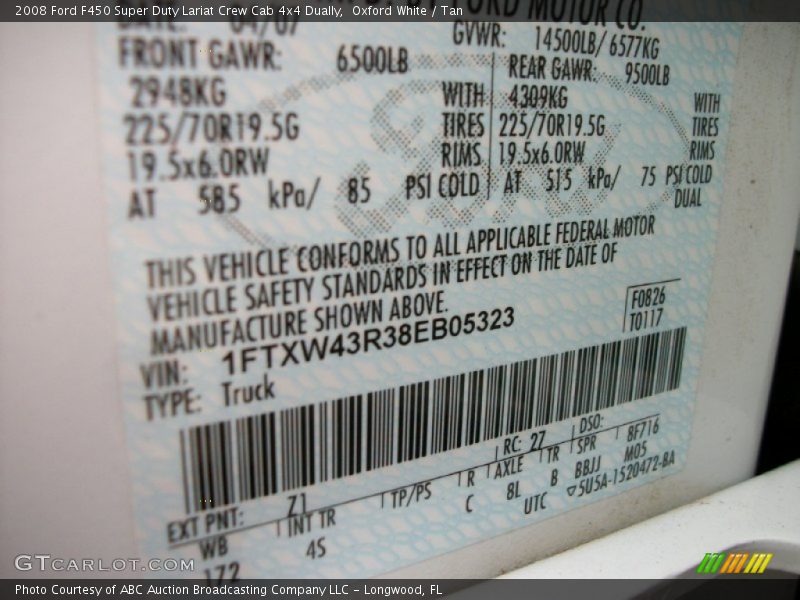 2008 Ford F450 Super Duty Lariat Crew Cab 4x4 Dually, Oxford White / Tan
DATE: 04/07
FORD MOTOR CO.
GVWR: 14500LB/ 6577KG
FRONT GAWR: 6500LB
REAR GAWR: 9500LB
2948KG WITH
4309KG WITH
225/70R19.5G TIRES
225/70R19.5G TIRES
19.5x6.0RW RIMS
19.5x6.0RW RIMS
AT 585 kPa/ 85 PSI COLD
AT 515 kPa/ 75 PSI COLD
DUAL
THIS VEHICLE CONFORMS TO ALL APPLICABLE FEDERAL MOTOR
VEHICLE SAFETY STANDARDS IN EFFECT ON THE DATE OF
MANUFACTURE SHOWN ABOVE.
F0826
T0117
VIN: 1FTXW43R38EB05323
TYPE: Truck
EXT PNT: Z1 RC: 27 DSO:
WB INT TR TP/PS R AXLE TR SPR 8F716
172 4S C 8L B BBJJ M05
UTC ▽5U5A-1520472-BA
GTCARLOT.COM
Photo Courtesy of ABC Auction Broadcasting Company LLC - Longwood, FL